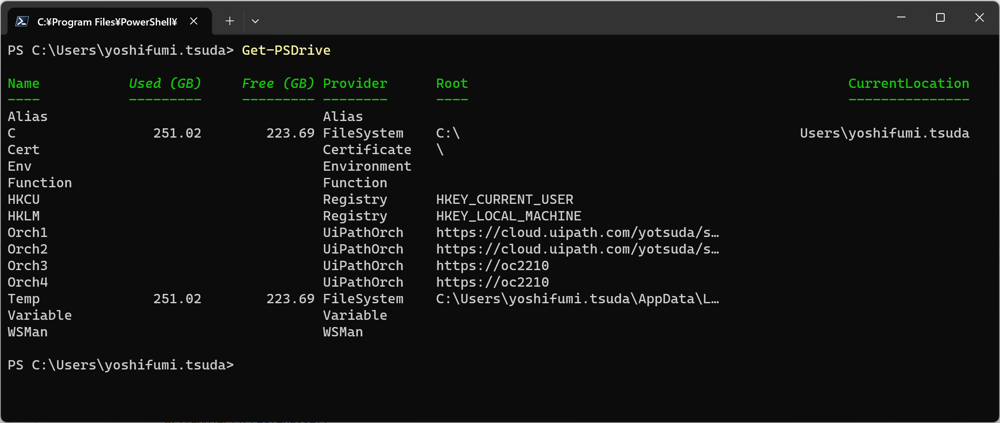 C:¥Program Files¥PowerShell¥
PS C:\Users\yoshifumi.tsuda> Get-PSDrive
Name Used (GB) Free (GB) Provider Root CurrentLocation
---- --------- --------- -------- ---- ---------------
Alias Alias
C 251.02 223.69 FileSystem C:\ Users\yoshifumi.tsuda
Cert Certificate \
Env Environment
Function Function
HKCU Registry HKEY_CURRENT_USER
HKLM Registry HKEY_LOCAL_MACHINE
Orch1 UiPathOrch https://cloud.uipath.com/yotsuda/s…
Orch2 UiPathOrch https://cloud.uipath.com/yotsuda/s…
Orch3 UiPathOrch https://oc2210
Orch4 UiPathOrch https://oc2210
Temp 251.02 223.69 FileSystem C:\Users\yoshifumi.tsuda\AppData\L…
Variable Variable
WSMan WSMan
PS C:\Users\yoshifumi.tsuda>